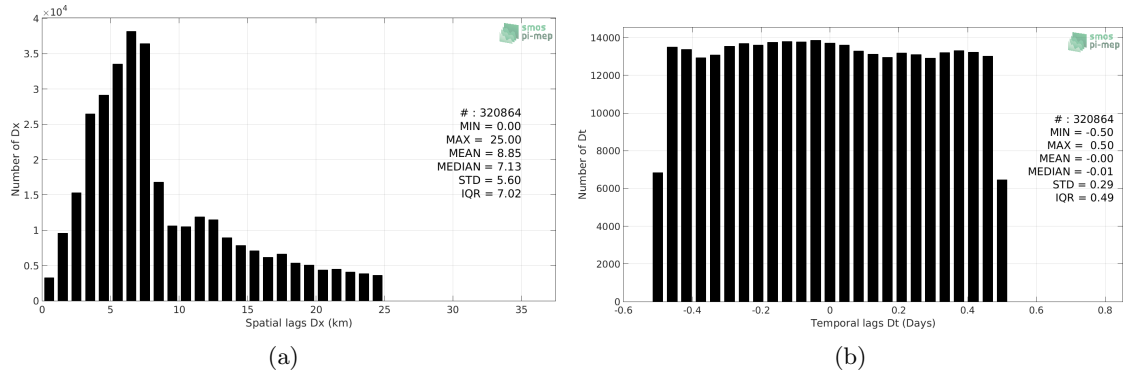 ×10⁴
4
3.5
3
2.5
2
1.5
1
0.5
0
Number of Dx
smos
pi-mep
# : 320864
MIN = 0.00
MAX = 25.00
MEAN = 8.85
MEDIAN = 7.13
STD = 5.60
IQR = 7.02
0 5 10 15 20 25 30 35
Spatial lags Dx (km)
(a)
14000
12000
10000
8000
6000
4000
2000
0
Number of Dt
smos
pi-mep
# : 320864
MIN = -0.50
MAX = 0.50
MEAN = -0.00
MEDIAN = -0.01
STD = 0.29
IQR = 0.49
-0.6 -0.4 -0.2 0 0.2 0.4 0.6 0.8
Temporal lags Dt (Days)
(b)